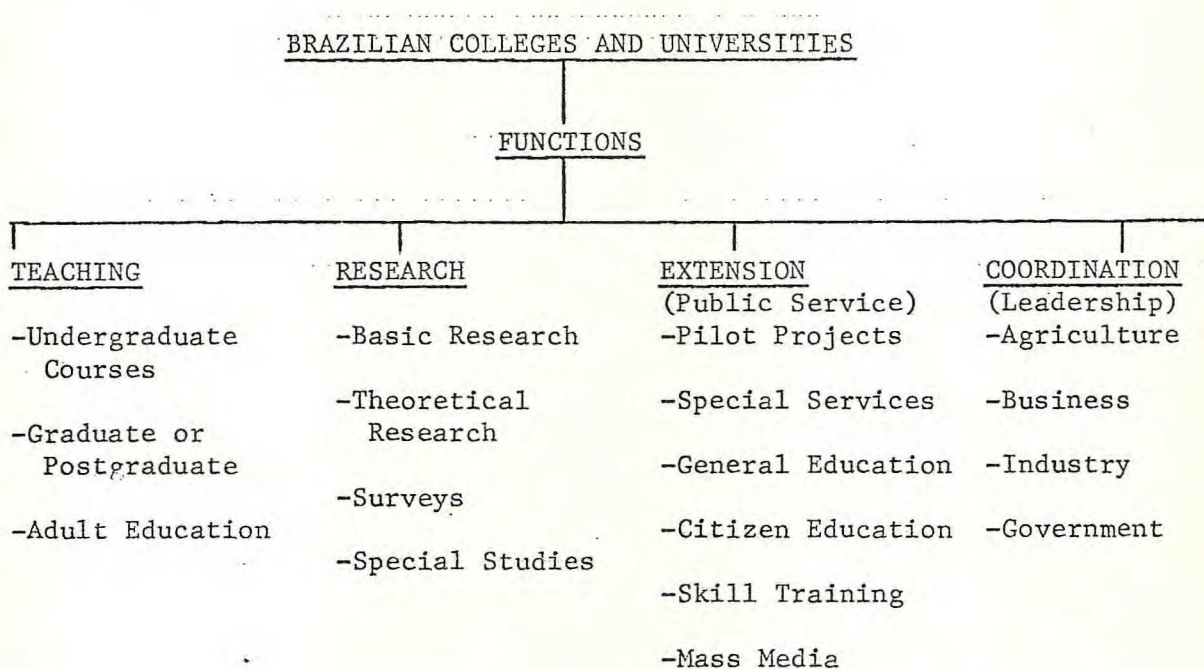 BRAZILIAN COLLEGES AND UNIVERSITIES
FUNCTIONS
TEACHING
-Undergraduate
Courses
-Graduate or
Postgraduate
-Adult Education
RESEARCH
-Basic Research
-Theoretical
Research
-Surveys
-Special Studies
EXTENSION
(Public Service)
-Pilot Projects
-Special Services
-General Education
-Citizen Education
-Skill Training
-Mass Media
COORDINATION
(Leadership)
-Agriculture
-Business
-Industry
-Government